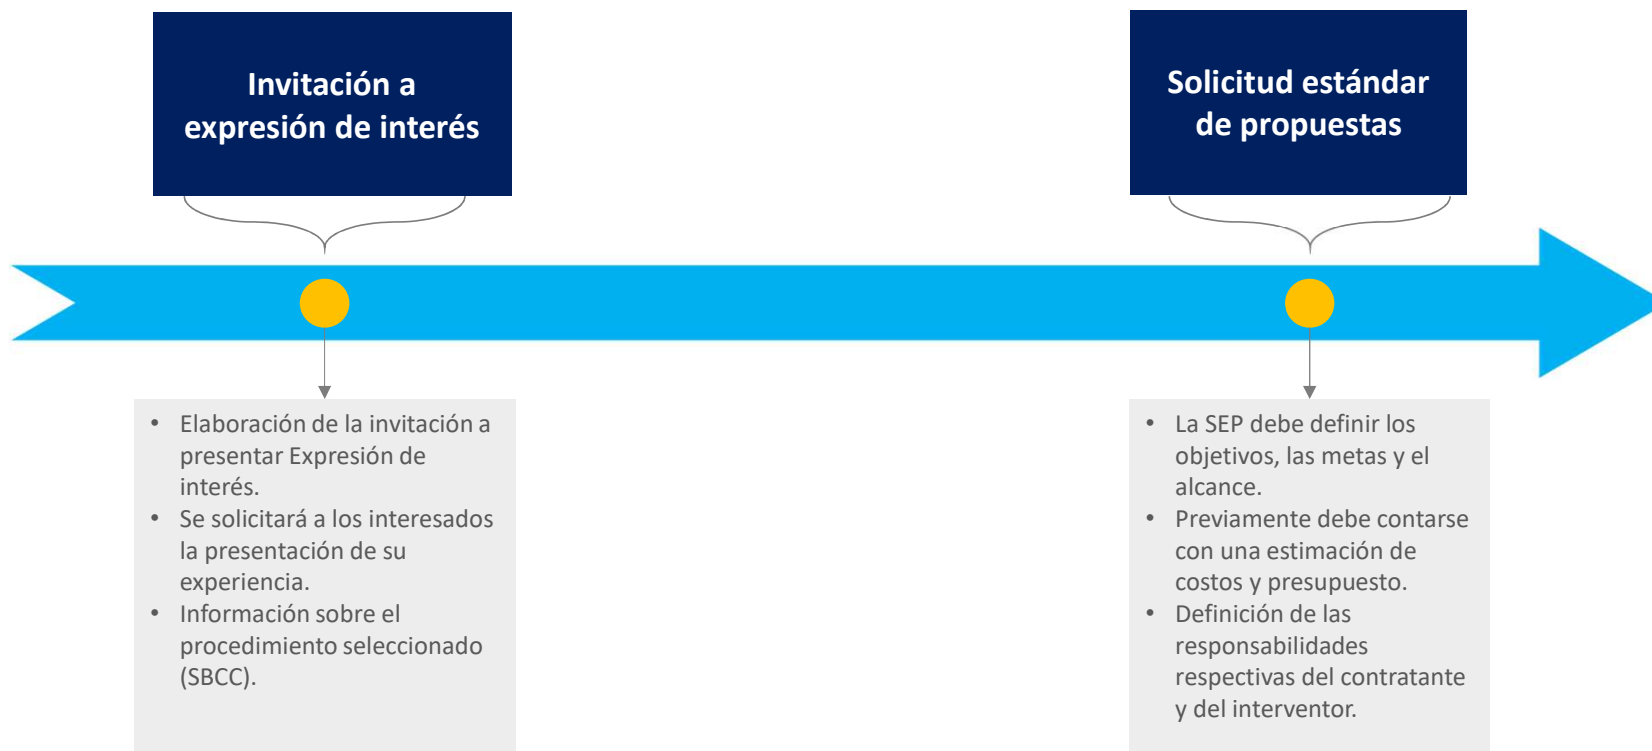 Invitación a
expresión de interés
Solicitud estándar
de propuestas
• Elaboración de la invitación a
presentar Expresión de
interés.
• Se solicitará a los interesados
la presentación de su
experiencia.
• Información sobre el
procedimiento seleccionado
(SBCC).
• La SEP debe definir los
objetivos, las metas y el
alcance.
• Previamente debe contarse
con una estimación de
costos y presupuesto.
• Definición de las
responsabilidades
respectivas del contratante
y del interventor.